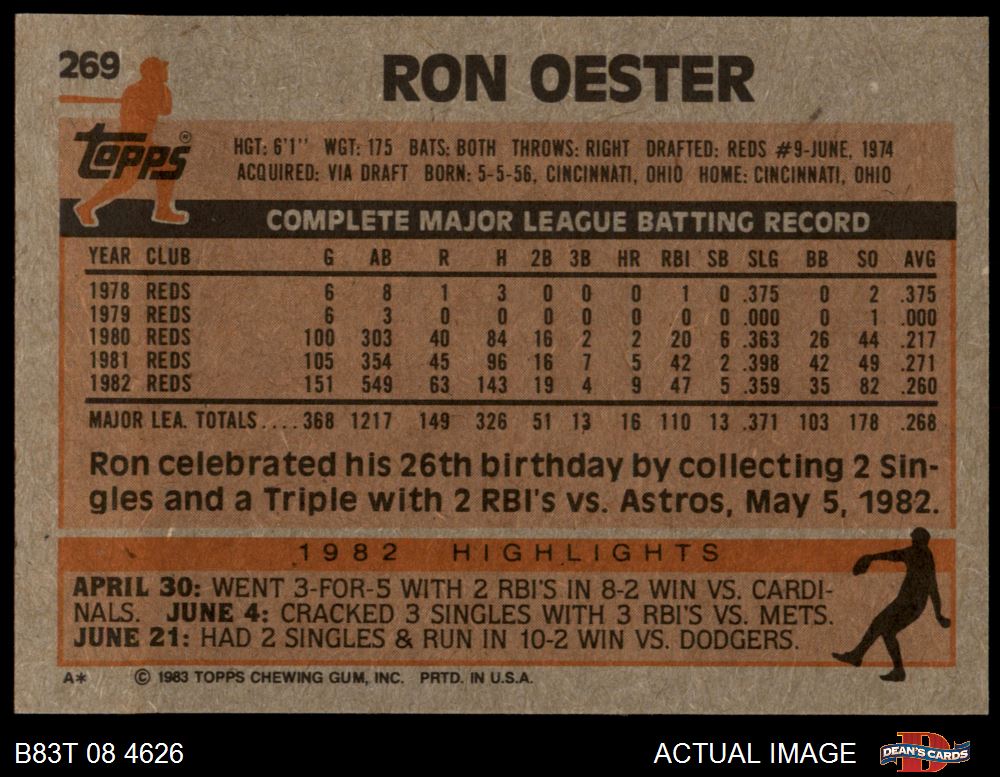 269
RON OESTER
Topps®
HGT: 6'1'' WGT: 175 BATS: BOTH THROWS: RIGHT DRAFTED: REDS #9-JUNE, 1974
ACQUIRED: VIA DRAFT BORN: 5-5-56, CINCINNATI, OHIO HOME: CINCINNATI, OHIO
COMPLETE MAJOR LEAGUE BATTING RECORD
YEAR CLUB G AB R H 2B 3B HR RBI SB SLG BB SO AVG
1978 REDS 6 8 1 3 0 0 0 1 0 .375 0 2 .375
1979 REDS 6 3 0 0 0 0 0 0 0 .000 0 1 .000
1980 REDS 100 303 40 84 16 2 2 20 6 .363 26 44 .217
1981 REDS 105 354 45 96 16 7 5 42 2 .398 42 49 .271
1982 REDS 151 549 63 143 19 4 9 47 5 .359 35 82 .260
MAJOR LEA. TOTALS.... 368 1217 149 326 51 13 16 110 13 .371 103 178 .268
Ron celebrated his 26th birthday by collecting 2 Sin-
gles and a Triple with 2 RBI's vs. Astros, May 5, 1982.
1982 HIGHLIGHTS
APRIL 30: WENT 3-FOR-5 WITH 2 RBI'S IN 8-2 WIN VS. CARDI-
NALS. JUNE 4: CRACKED 3 SINGLES WITH 3 RBI'S VS. METS.
JUNE 21: HAD 2 SINGLES & RUN IN 10-2 WIN VS. DODGERS.
A* © 1983 TOPPS CHEWING GUM, INC. PRTD. IN U.S.A.
B83T 08 4626
ACTUAL IMAGE
D
DEAN'S CARDS